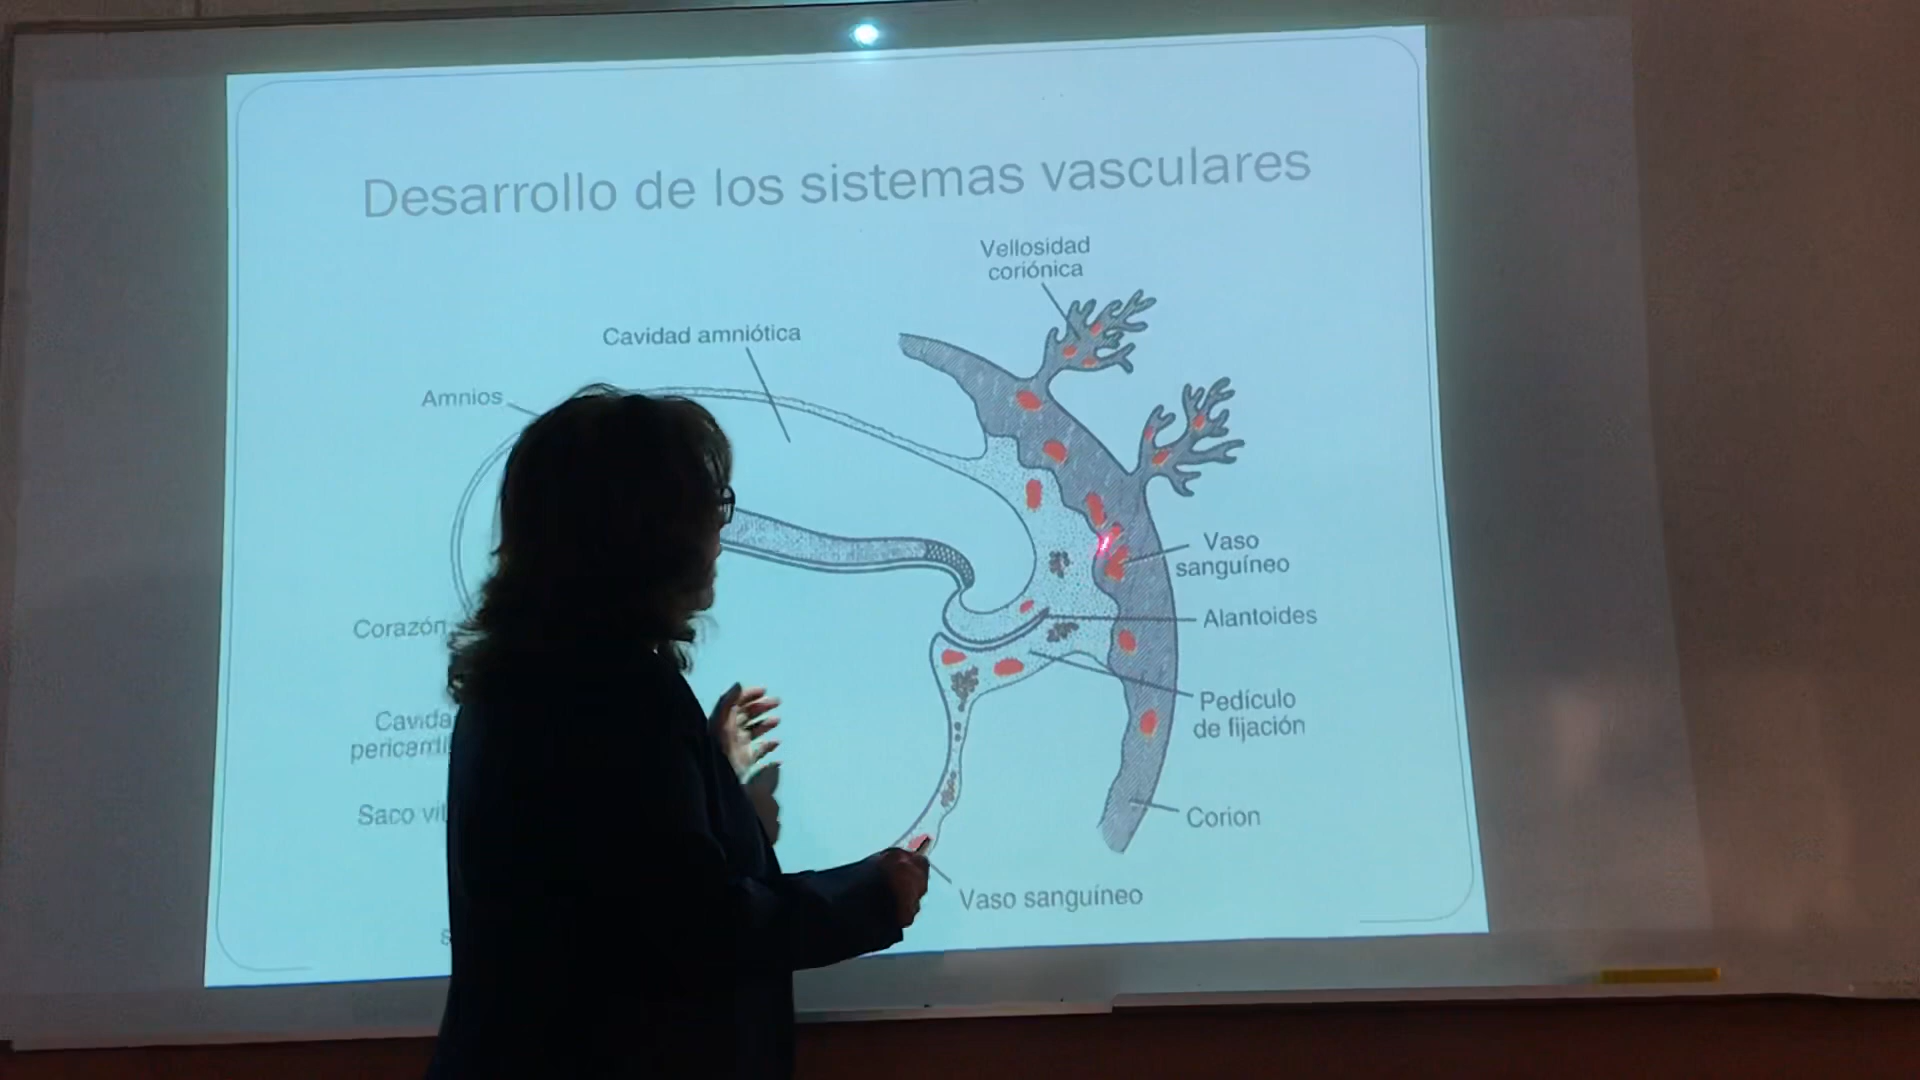 Desarrollo de los sistemas vasculares
Vellosidad
coriónica
Cavidad amniótica
Amnios
Vaso
sanguíneo
Alantoides
Corazón
Pedículo
de fijación
Saco
Corion
Vaso sanguíneo